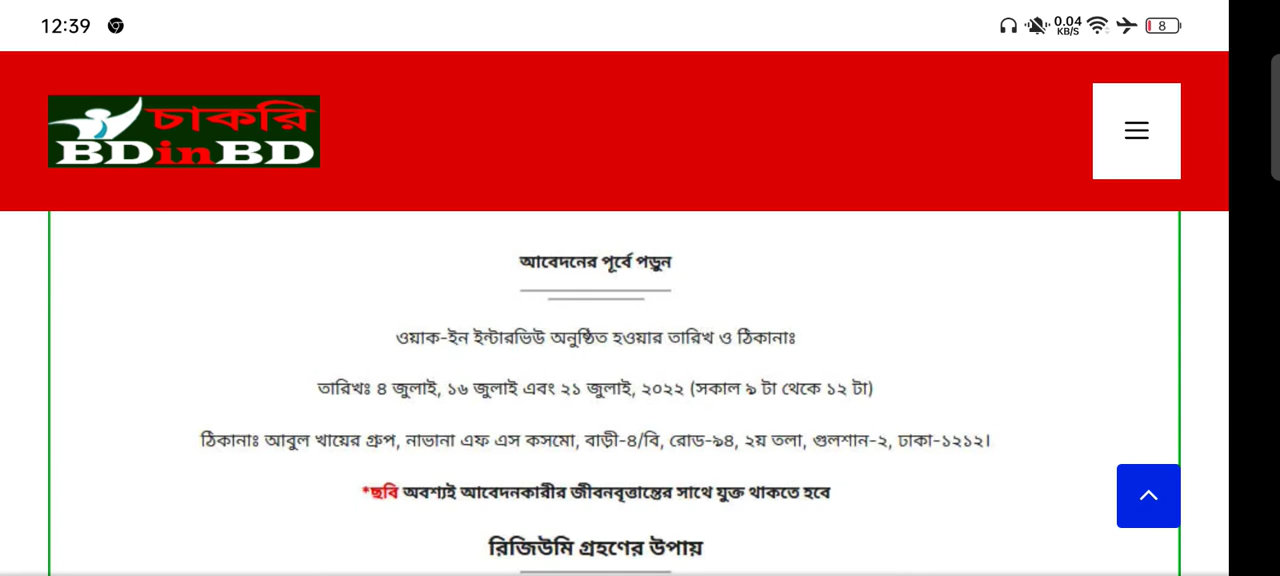 12:39
0.04
KB/S
8
চাকরি
BDinBD
আবেদনের পূর্বে পড়ুন
ওয়াক-ইন ইন্টারভিউ অনুষ্ঠিত হওয়ার তারিখ ও ঠিকানাঃ
তারিখঃ ৪ জুলাই, ১৬ জুলাই এবং ২১ জুলাই, ২০২২ (সকাল ৯ টা থেকে ১২ টা)
ঠিকানাঃ আবুল খায়ের গ্রুপ, নাভানা এফ এস কসমো, বাড়ী-৪/বি, রোড-৯৪, ২য় তলা, গুলশান-২, ঢাকা-১২১২।
*ছবি অবশ্যই আবেদনকারীর জীবনবৃত্তান্তের সাথে যুক্ত থাকতে হবে
রিজিউমি গ্রহণের উপায়